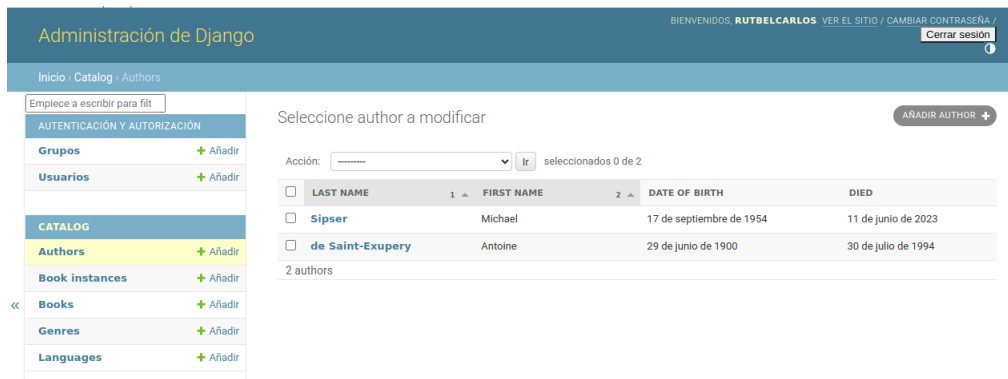 Administración de Django
BIENVENIDOS, RUTBELCARLOS. VER EL SITIO / CAMBIAR CONTRASEÑA /
Cerrar sesión
Inicio › Catalog › Authors
Empiece a escribir para filt
AUTENTICACIÓN Y AUTORIZACIÓN
Grupos + Añadir
Usuarios + Añadir
CATALOG
Authors + Añadir
Book instances + Añadir
« Books + Añadir
Genres + Añadir
Languages + Añadir
Seleccione author a modificar
AÑADIR AUTHOR +
Acción: --------- Ir seleccionados 0 de 2
LAST NAME 1 FIRST NAME 2 DATE OF BIRTH DIED
Sipser Michael 17 de septiembre de 1954 11 de junio de 2023
de Saint-Exupery Antoine 29 de junio de 1900 30 de julio de 1994
2 authors